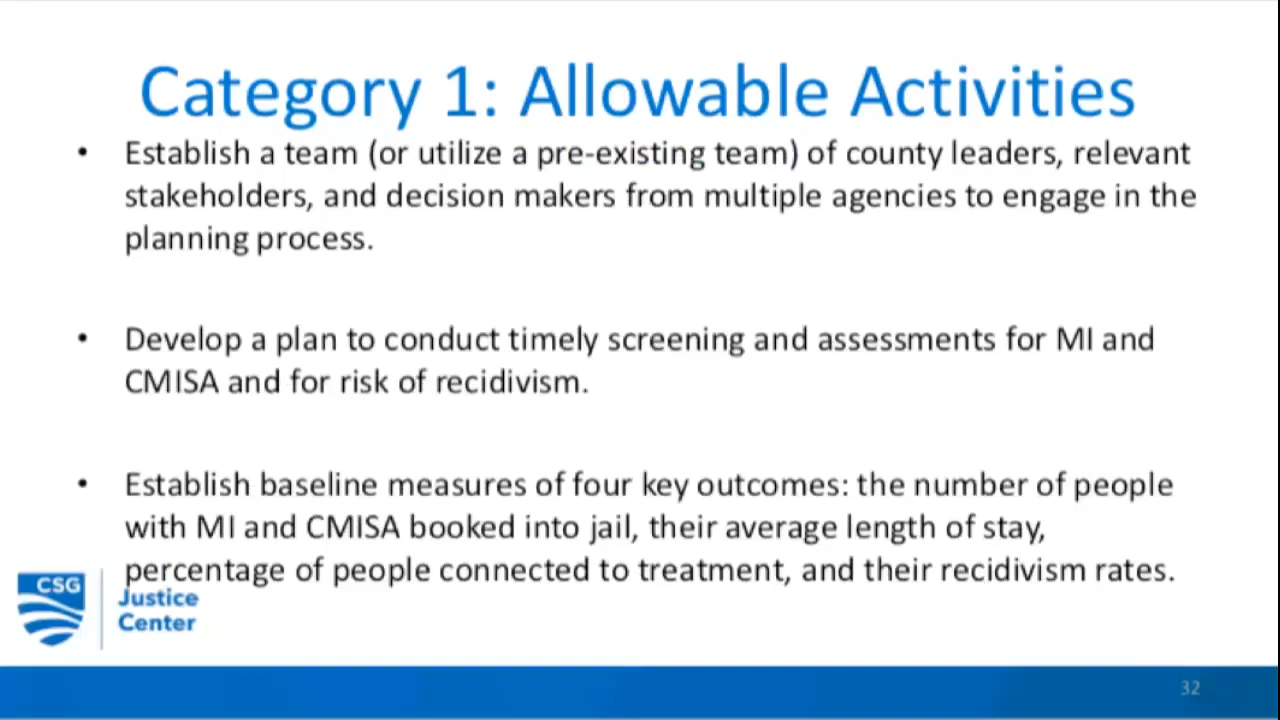 Category 1: Allowable Activities
• Establish a team (or utilize a pre-existing team) of county leaders, relevant
stakeholders, and decision makers from multiple agencies to engage in the
planning process.
• Develop a plan to conduct timely screening and assessments for MI and
CMISA and for risk of recidivism.
• Establish baseline measures of four key outcomes: the number of people
with MI and CMISA booked into jail, their average length of stay,
percentage of people connected to treatment, and their recidivism rates.
CSG
Justice
Center
32